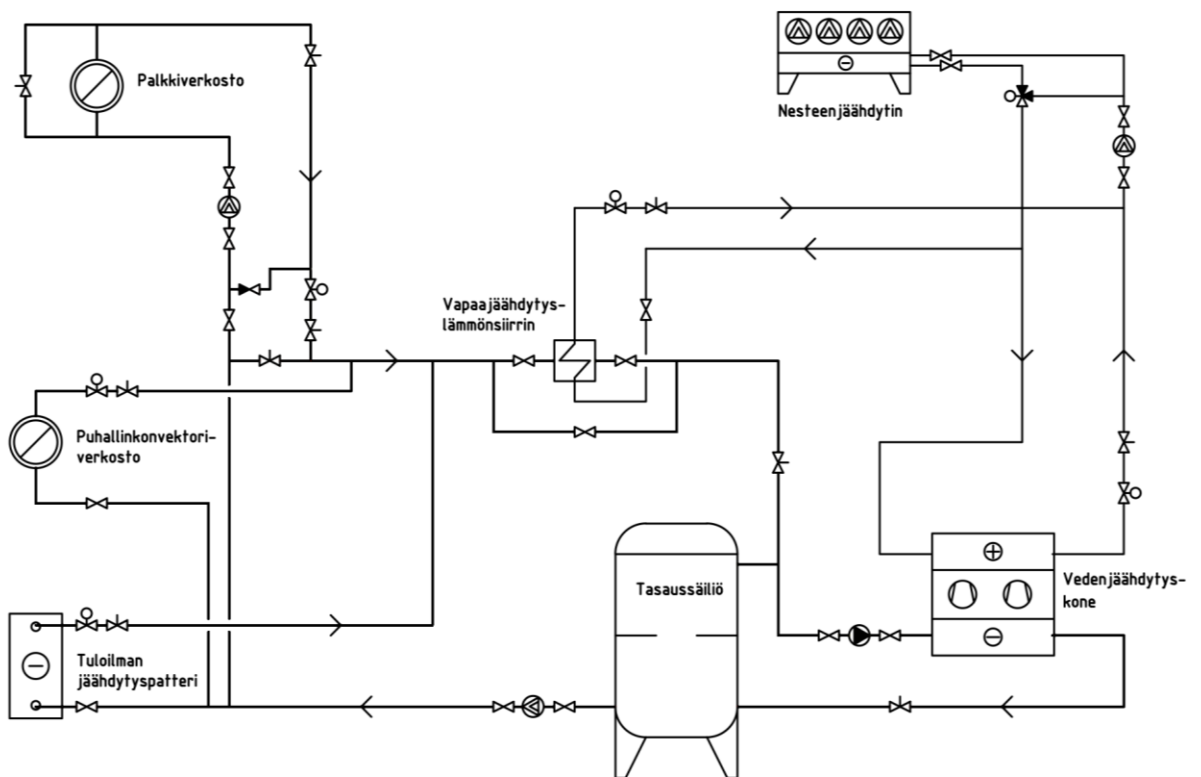 Palkkiverkosto
Nesteenjäähdytin
Vapaajäähdytys-
lämmönsiirrin
Puhallinkonvektori-
verkosto
Tasaussäiliö
Vedenjäähdytys-
kone
Tuloilman
jäähdytyspatteri